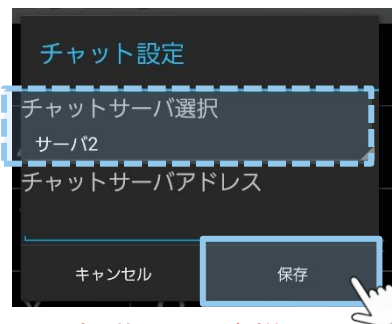 チャット設定
チャットサーバ選択
サーバ2
チャットサーバアドレス
キャンセル
保存